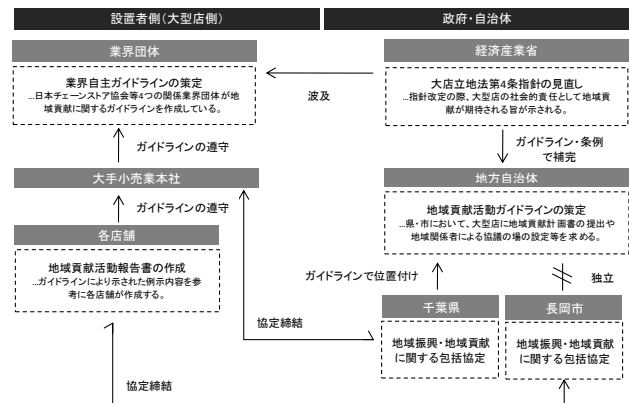 設置者側（大型店側）
政府・自治体
業界団体
業界自主ガイドラインの策定
…日本チェーンストア協会等4つの関係業界団体が地
域貢献に関するガイドラインを作成している。
経済産業省
大店立地法第4条指針の見直し
…指針改定の際、大型店の社会的責任として地域貢
献が期待される旨が示される。
波及
ガイドラインの遵守
ガイドライン・条例
で補完
大手小売業本社
地方自治体
ガイドラインの遵守
地域貢献活動ガイドラインの策定
…県・市において、大型店に地域貢献計画書の提出や
地域関係者による協議の場の設定等を求める。
各店舗
地域貢献活動報告書の作成
…ガイドラインにより示された例示内容を参
考に各店舗が作成する。
ガイドラインで位置付け
独立
千葉県
長岡市
協定締結
地域振興・地域貢献
に関する包括協定
地域振興・地域貢献
に関する包括協定
協定締結